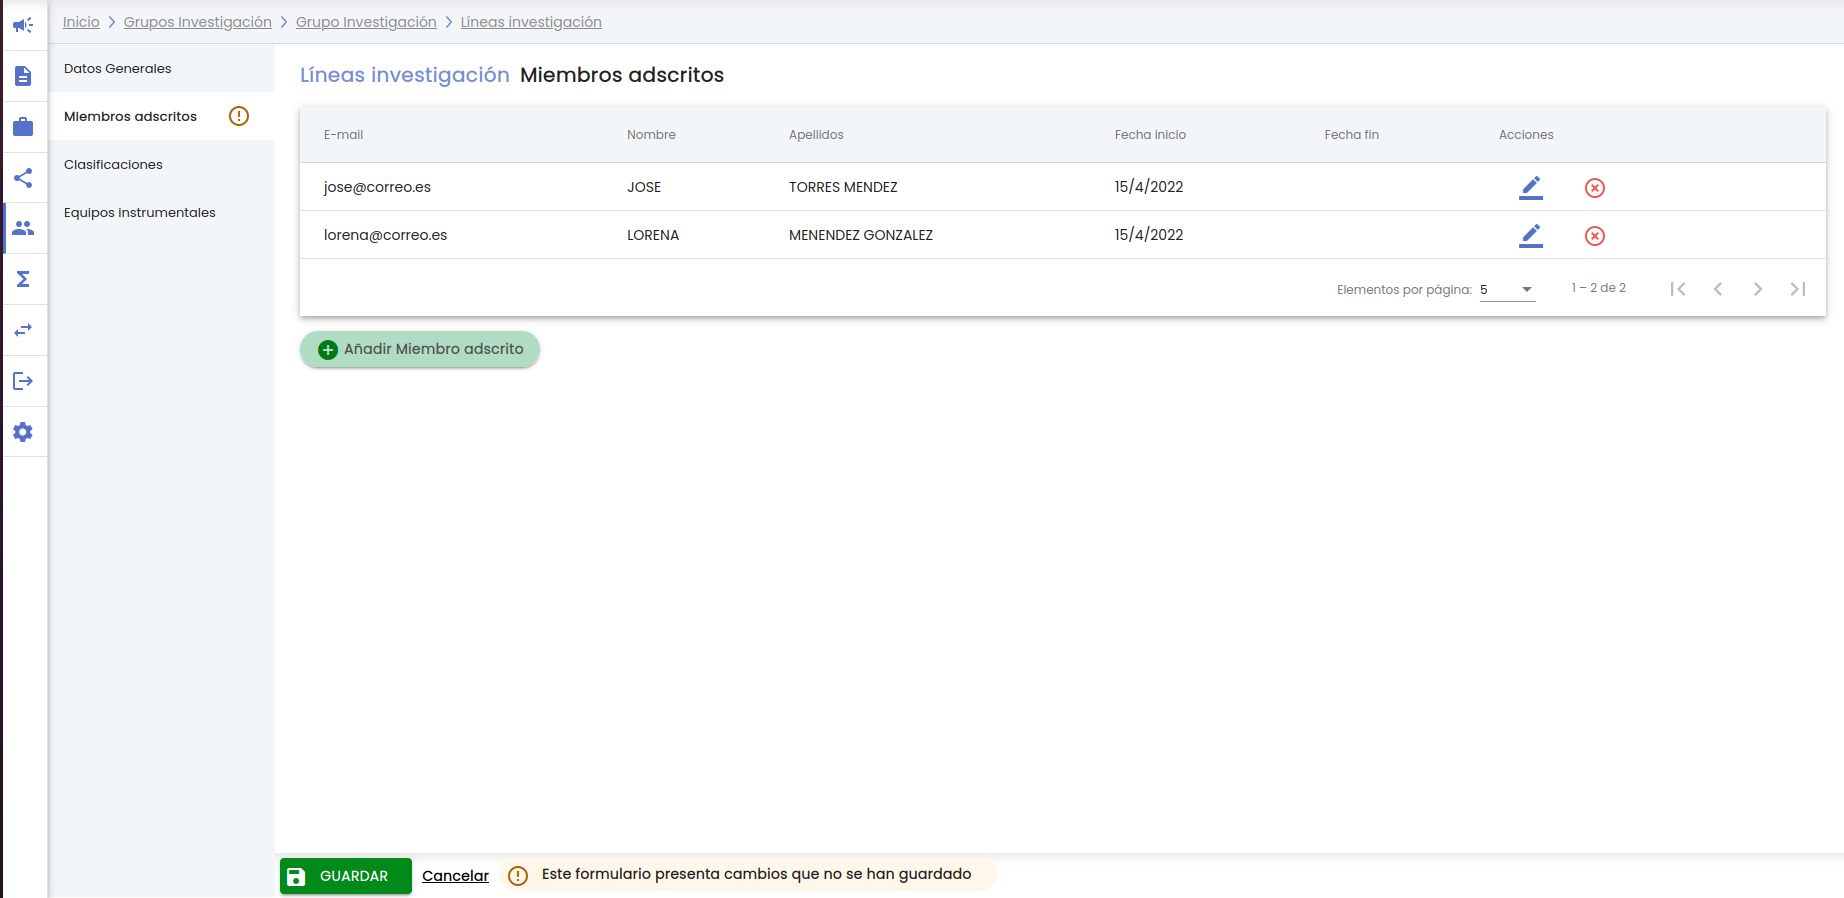 Inicio > Grupos Investigación > Grupo Investigación > Líneas investigación
Datos Generales
Miembros adscritos
Clasificaciones
Equipos instrumentales
Líneas investigación Miembros adscritos
E-mail Nombre Apellidos Fecha inicio Fecha fin Acciones
jose@correo.es JOSE TORRES MENDEZ 15/4/2022
lorena@correo.es LORENA MENENDEZ GONZALEZ 15/4/2022
Elementos por página: 5 1 – 2 de 2
Añadir Miembro adscrito
GUARDAR Cancelar Este formulario presenta cambios que no se han guardado